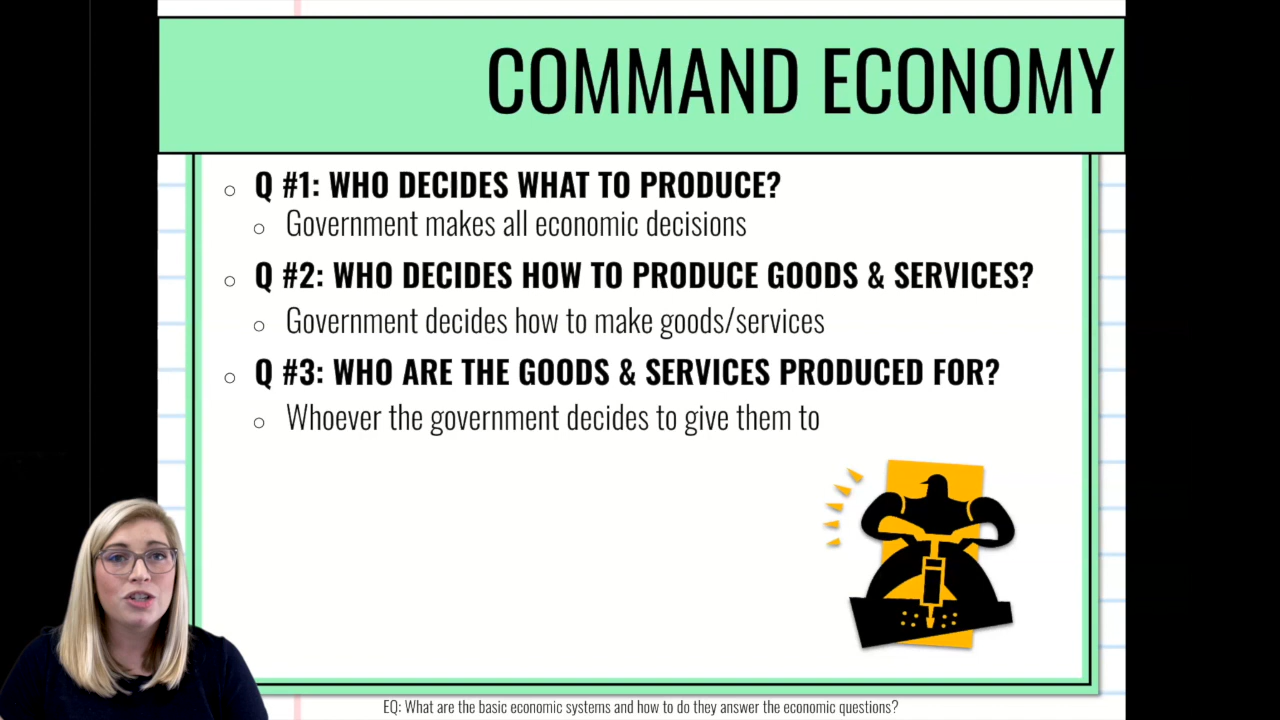 COMMAND ECONOMY
Q #1: WHO DECIDES WHAT TO PRODUCE?
Government makes all economic decisions
Q #2: WHO DECIDES HOW TO PRODUCE GOODS & SERVICES?
Government decides how to make goods/services
Q #3: WHO ARE THE GOODS & SERVICES PRODUCED FOR?
Whoever the government decides to give them to
EQ: What are the basic economic systems and how to do they answer the economic questions?